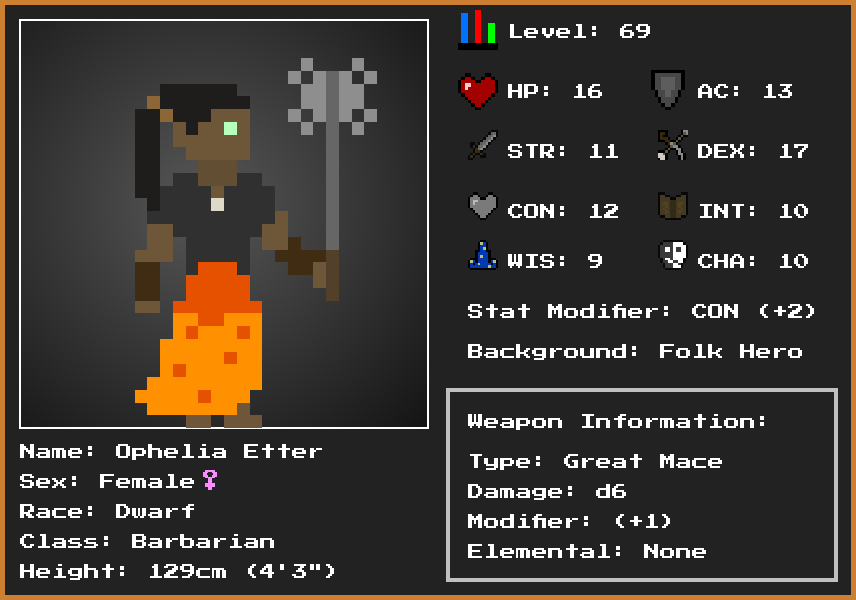 Level: 69
HP: 16
AC: 13
STR: 11
DEX: 17
CON: 12
INT: 10
WIS: 9
CHA: 10
Stat Modifier: CON (+2)
Background: Folk Hero
Weapon Information:
Type: Great Mace
Damage: d6
Modifier: (+1)
Elemental: None
Name: Ophelia Etter
Sex: Female♀
Race: Dwarf
Class: Barbarian
Height: 129cm (4'3")